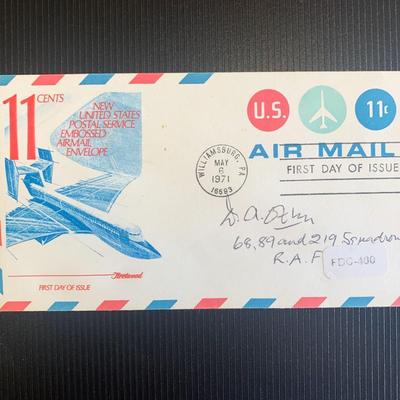 11 CENTS
NEW
UNITED STATES
POSTAL SERVICE
EMBOSSED
AIRMAIL
ENVELOPE
Fleetwood
FIRST DAY OF ISSUE
U.S.
11c
AIR MAIL
WILLIAMSBURG, PA
MAY
6
1971
16693
FIRST DAY OF ISSUE
D. A.
68, 89 and 219 Squadron
R.A.F
FDC-400